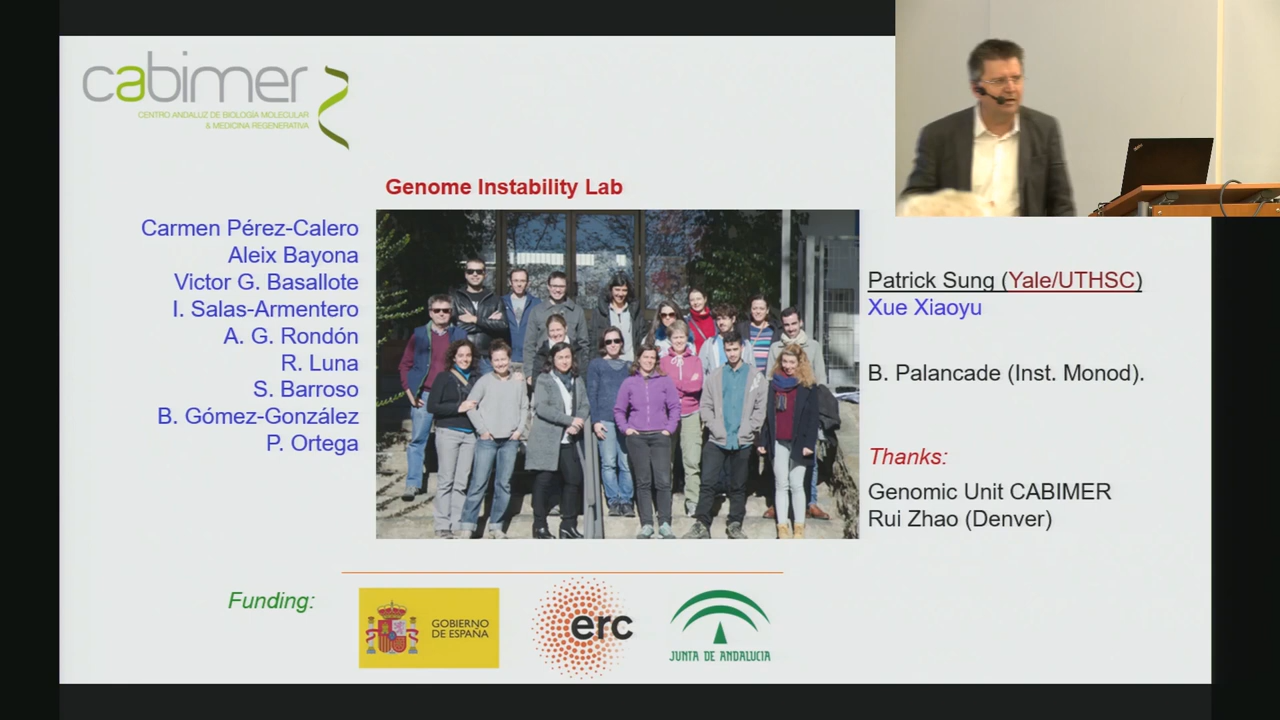 cabimer
CENTRO ANDALUZ DE BIOLOGÍA MOLECULAR
& MEDICINA REGENERATIVA
Genome Instability Lab
Carmen Pérez-Calero
Aleix Bayona
Victor G. Basallote
I. Salas-Armentero
A. G. Rondón
R. Luna
S. Barroso
B. Gómez-González
P. Ortega
Patrick Sung (Yale/UTHSC)
Xue Xiaoyu
B. Palancade (Inst. Monod).
Thanks:
Genomic Unit CABIMER
Rui Zhao (Denver)
Funding:
GOBIERNO
DE ESPAÑA
erc
JUNTA DE ANDALUCIA